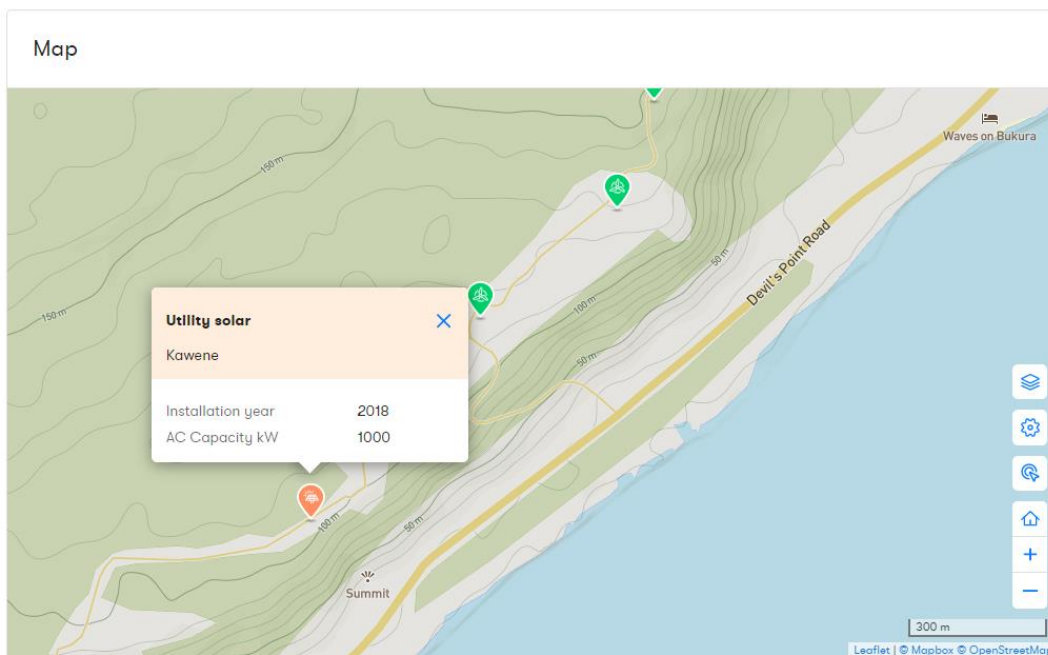 Map
Waves on Bukura
150 m
50 m
Devil's Point Road
100 m
150 m
50 m
Utility solar
Kawene
Installation year 2018
AC Capacity kW 1000
100 m
50 m
Summit
300 m
Leaflet | © Mapbox © OpenStreetMap